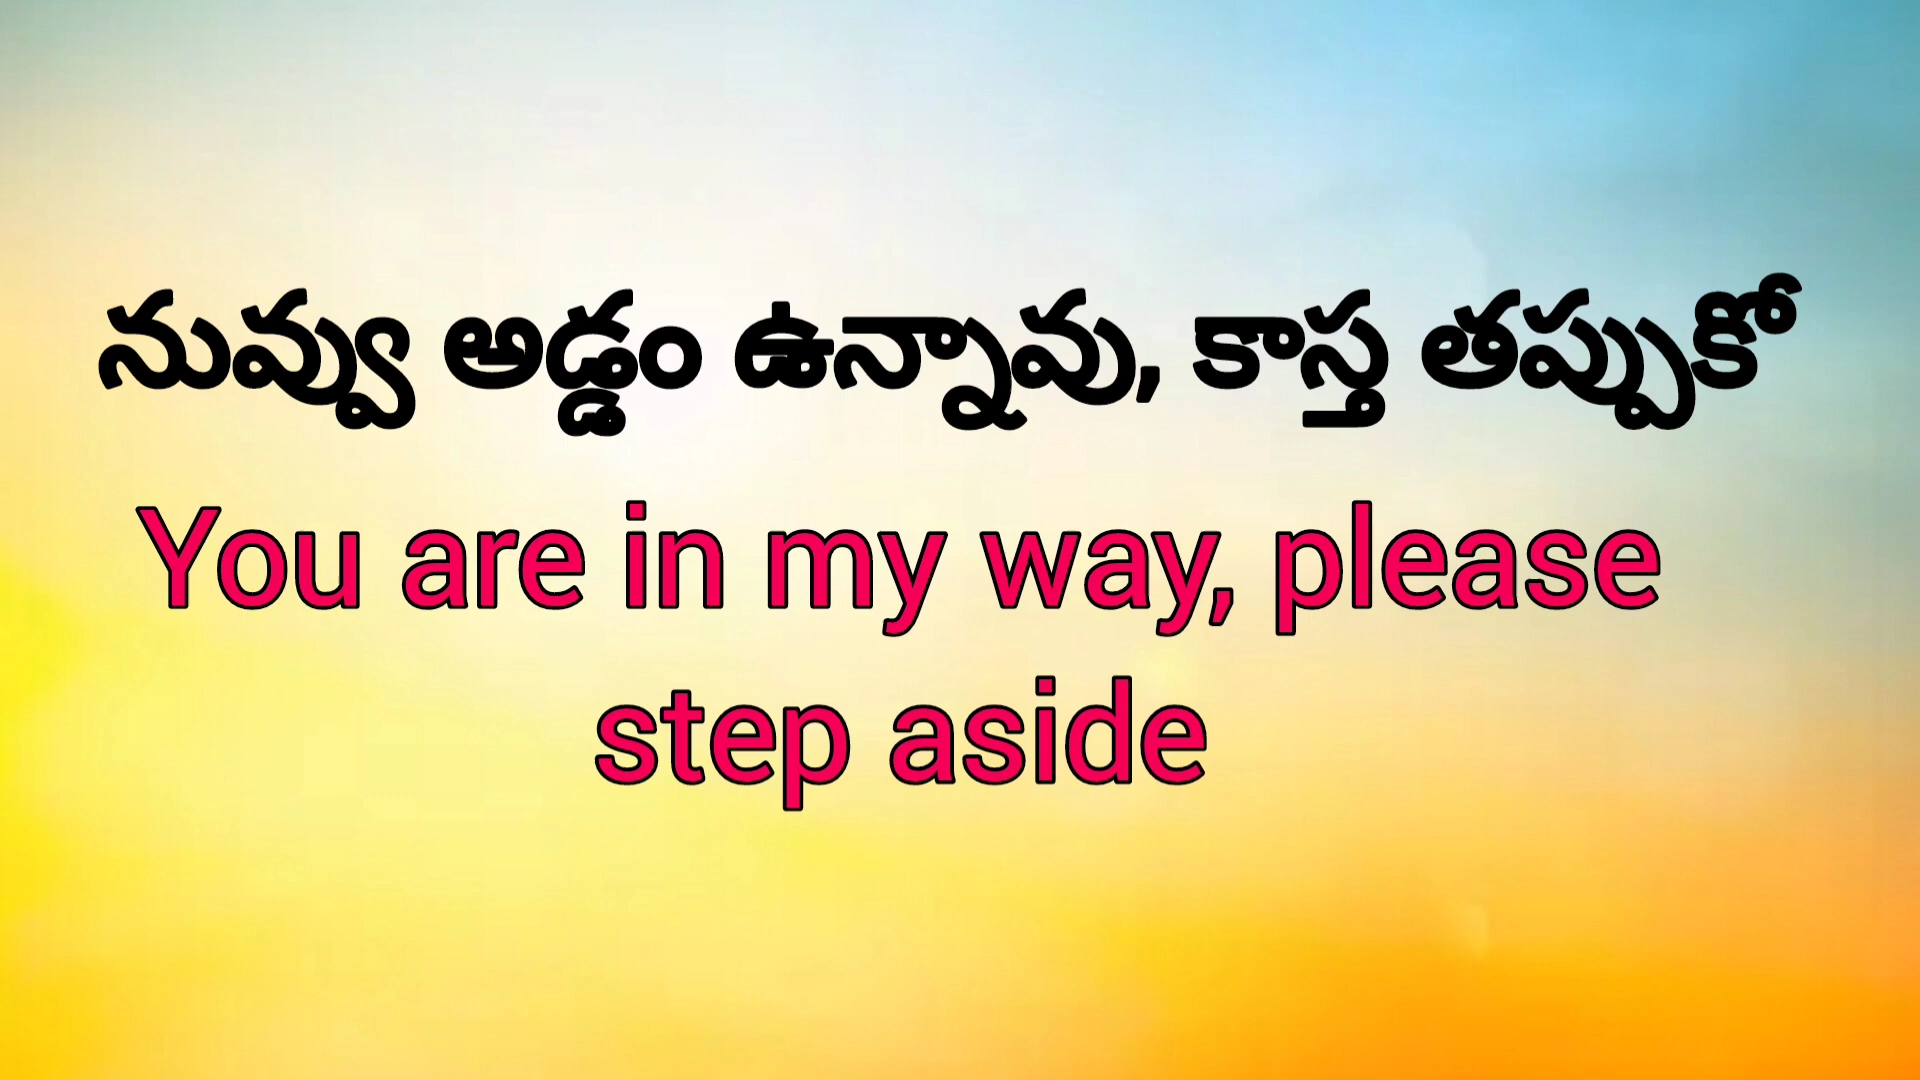 నువ్వు అడ్డం ఉన్నావు, కాస్త తప్పుకో
You are in my way, please
step aside